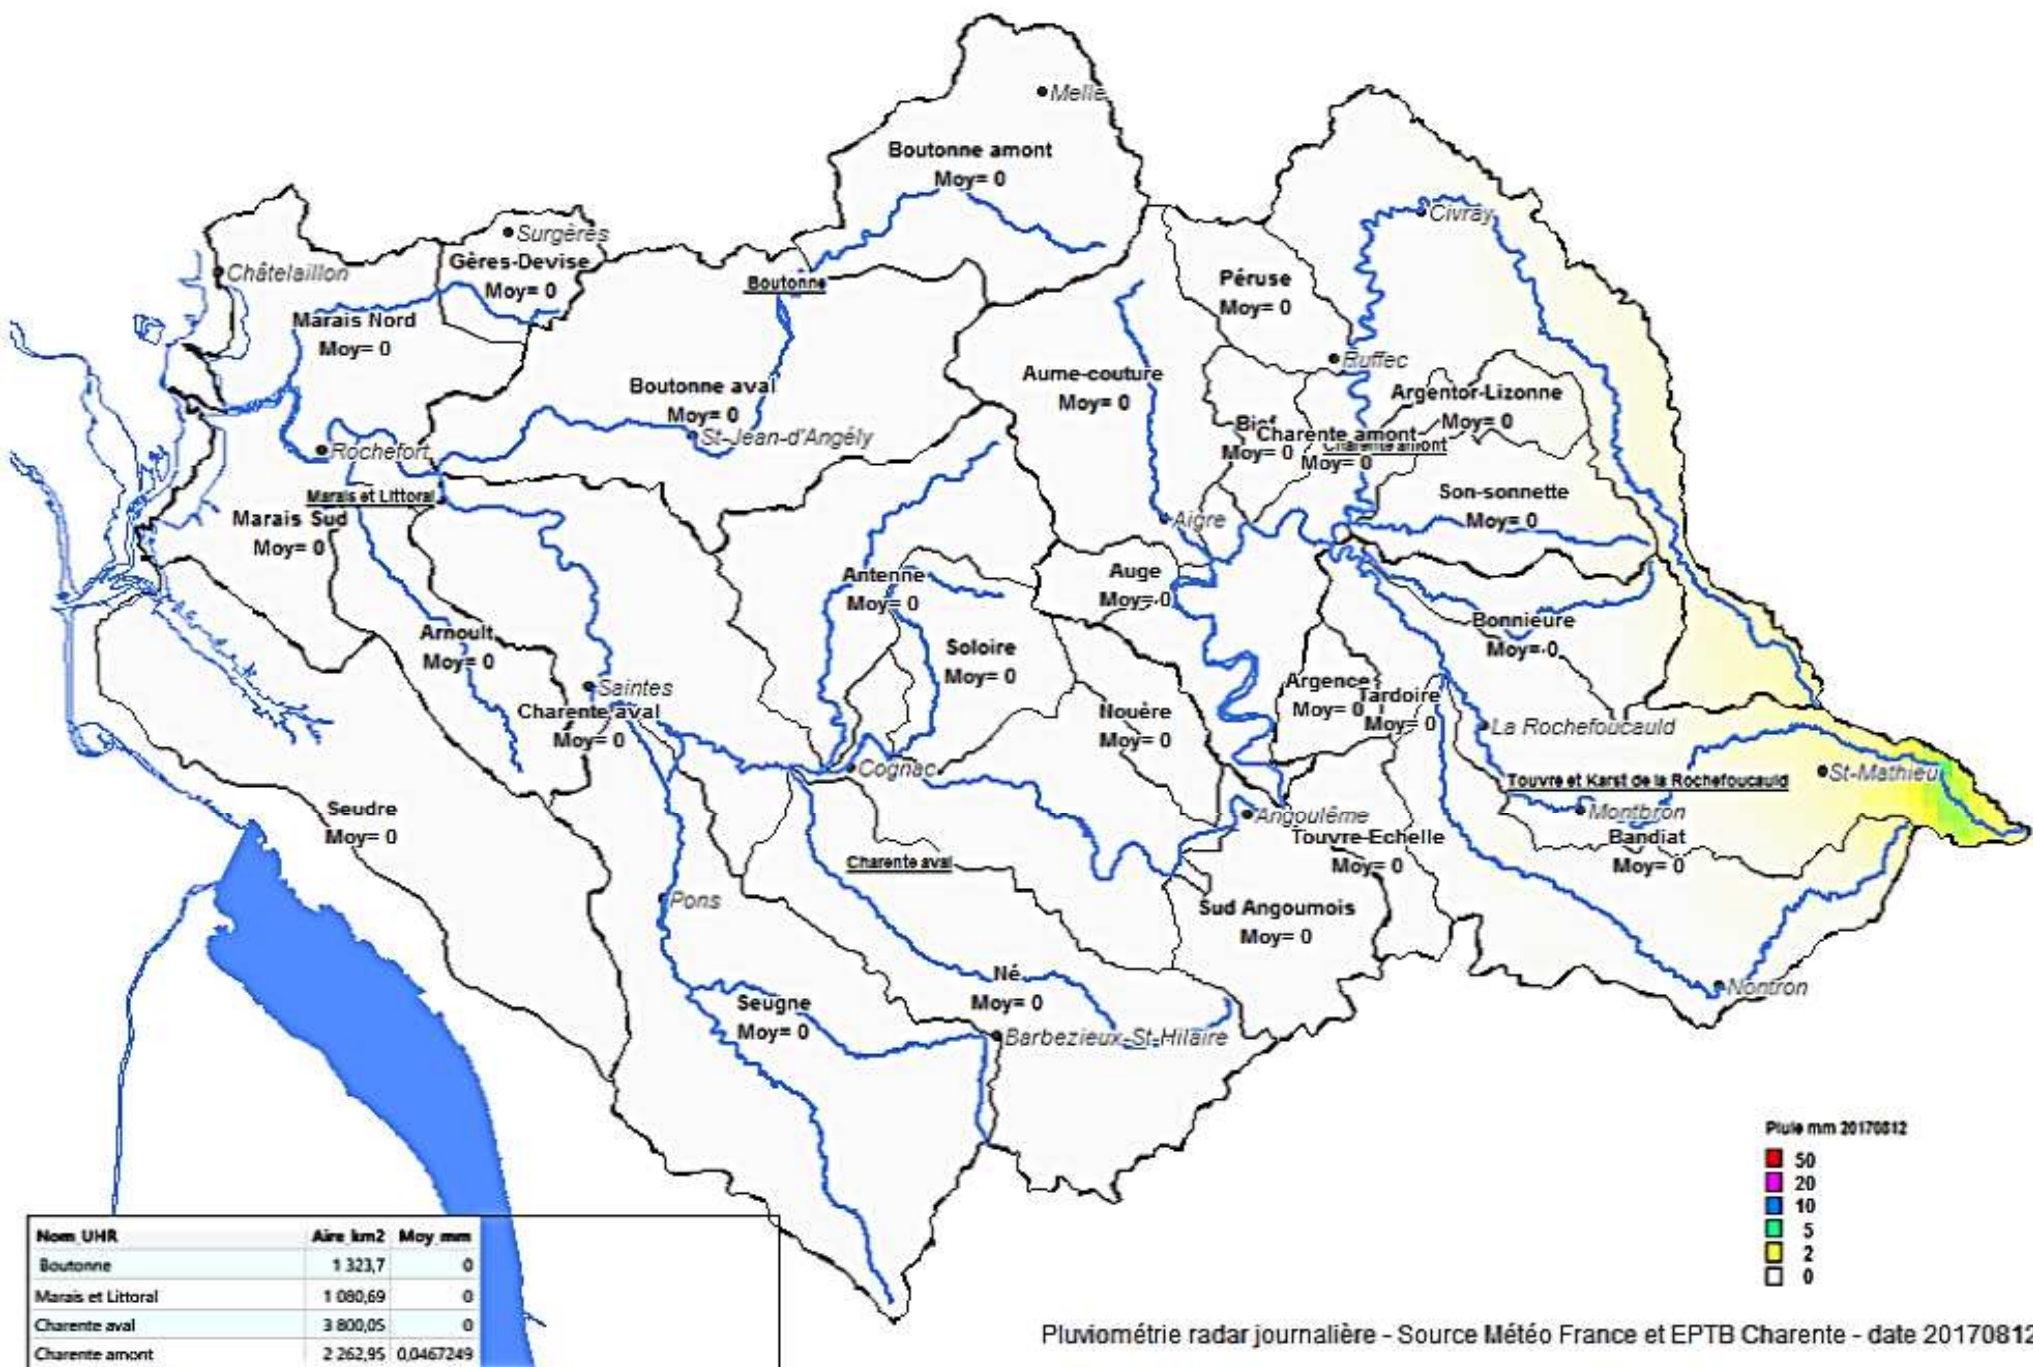 Melle
Boutonne amont
Moy= 0
Civray
Surgères
Gères-Devise
Moy= 0
Châtelaillon
Boutonne
Péruse
Moy= 0
Marais Nord
Moy= 0
Ruffec
Aume-couture
Moy= 0
Boutonne aval
Moy= 0
Argentor-Lizonne
Moy= 0
St-Jean-d'Angély
Bief
Moy= 0
Charente amont
Charente amont
Moy= 0
Rochefort
Marais et Littoral
Son-sonnette
Moy= 0
Marais Sud
Moy= 0
Aigre
Antenne
Moy= 0
Auge
Moy= 0
Bonnieure
Moy= 0
Arnoult
Moy= 0
Soloire
Moy= 0
Saintes
Charente aval
Moy= 0
Argence
Moy= 0
Tardoire
Moy= 0
Nouère
Moy= 0
La Rochefoucauld
Cognac
Touvre et Karst de la Rochefoucauld
St-Mathieu
Seudre
Moy= 0
Angoulême
Montbron
Touvre-Echelle
Moy= 0
Bandiat
Moy= 0
Charente aval
Pons
Sud Angoumois
Moy= 0
Né
Moy= 0
Seugne
Moy= 0
Nontron
Barbezieux-St-Hilaire
Pluie mm 20170812
50
20
10
5
2
0
Nom_UHR Aire_km2 Moy_mm
Boutonne 1 323,7 0
Marais et Littoral 1 080,69 0
Charente aval 3 800,05 0
Charente amont 2 262,95 0,0467249
Pluviométrie radar journalière - Source Météo France et EPTB Charente - date 20170812